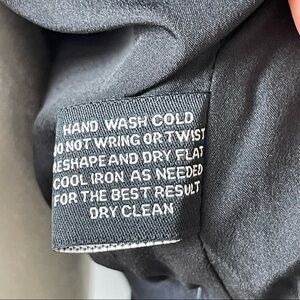 HAND WASH COLD
DO NOT WRING OR TWIST
RESHAPE AND DRY FLAT
COOL IRON AS NEEDED
FOR THE BEST RESULT
DRY CLEAN